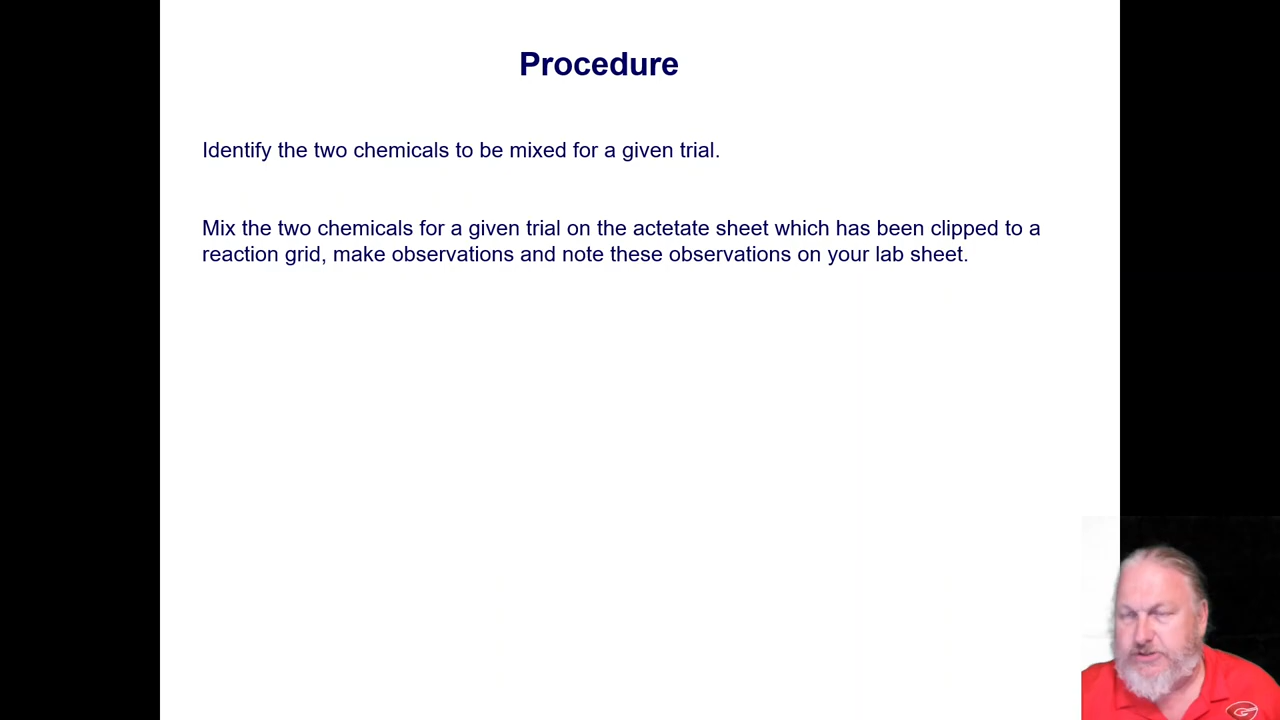 Procedure
Identify the two chemicals to be mixed for a given trial.
Mix the two chemicals for a given trial on the actetate sheet which has been clipped to a
reaction grid, make observations and note these observations on your lab sheet.